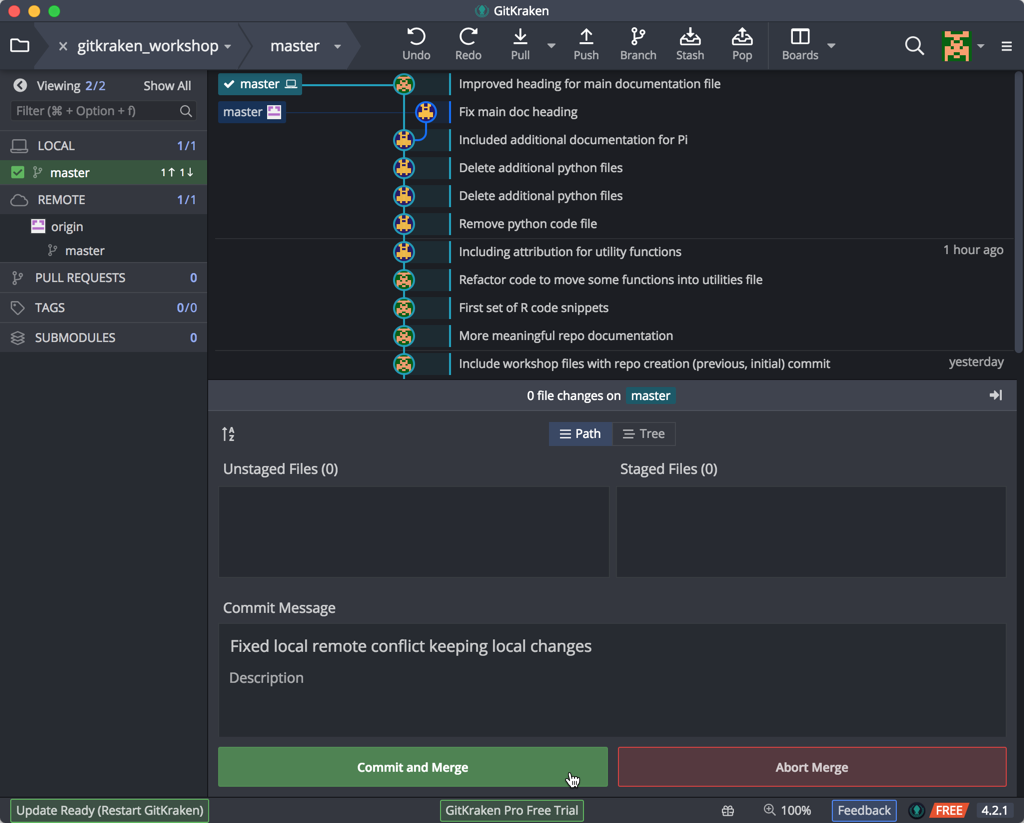 GitKraken
gitkraken_workshop
master
Undo
Redo
Pull
Push
Branch
Stash
Pop
Boards
Viewing 2/2
Show All
Filter (⌘ + Option + f)
LOCAL 1/1
master 1↑ 1↓
REMOTE 1/1
origin
master
PULL REQUESTS 0
TAGS 0/0
SUBMODULES 0
master Improved heading for main documentation file
master Fix main doc heading
Included additional documentation for Pi
Delete additional python files
Delete additional python files
Remove python code file
Including attribution for utility functions 1 hour ago
Refactor code to move some functions into utilities file
First set of R code snippets
More meaningful repo documentation
Include workshop files with repo creation (previous, initial) commit yesterday
0 file changes on master
A
Z
Path
Tree
Unstaged Files (0)
Staged Files (0)
Commit Message
Fixed local remote conflict keeping local changes
Description
Commit and Merge
Abort Merge
Update Ready (Restart GitKraken)
GitKraken Pro Free Trial
100%
Feedback
FREE
4.2.1